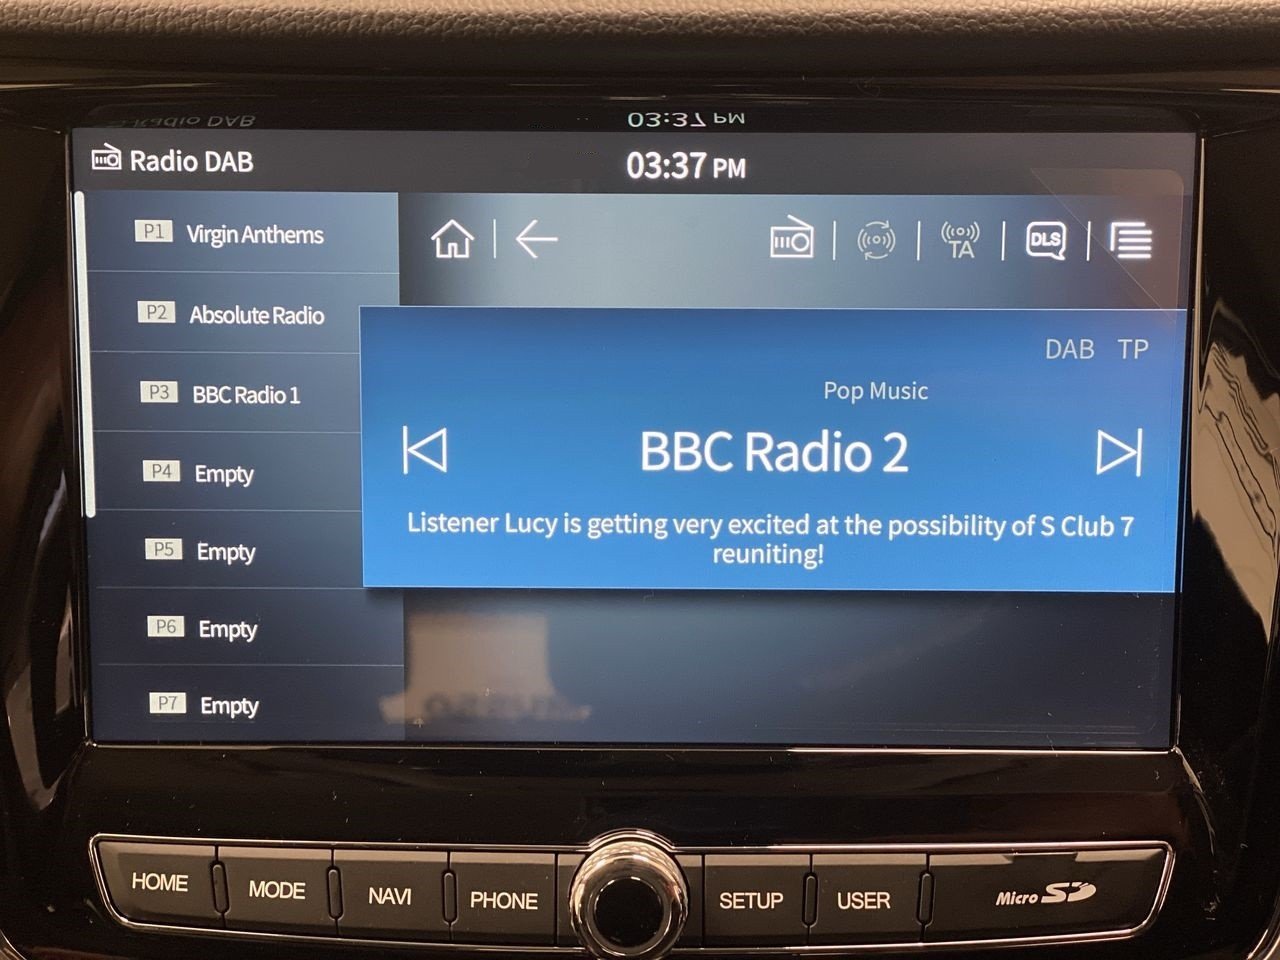 Radio DAB
03:37 PM
P1 Virgin Anthems
P2 Absolute Radio
P3 BBC Radio 1
P4 Empty
P5 Empty
P6 Empty
P7 Empty
TA
DLS
DAB TP
Pop Music
BBC Radio 2
Listener Lucy is getting very excited at the possibility of S Club 7
reuniting!
HOME
MODE
NAVI
PHONE
SETUP
USER
Micro SD